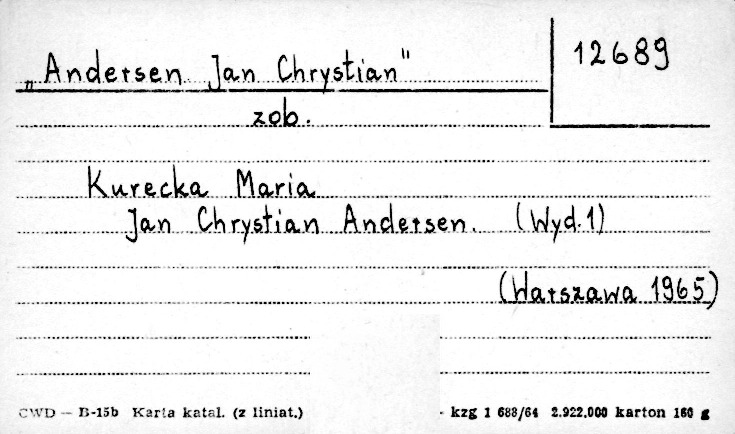 „Andersen Jan Chrystian"
12689
zob.
Kurecka Maria
Jan Chrystian Andersen. (Wyd. 1)
(Warszawa 1965)
CWD — B-15b Karta katal. (z liniat.)
kzg 1 688/64 2.922.000 karton 160 g